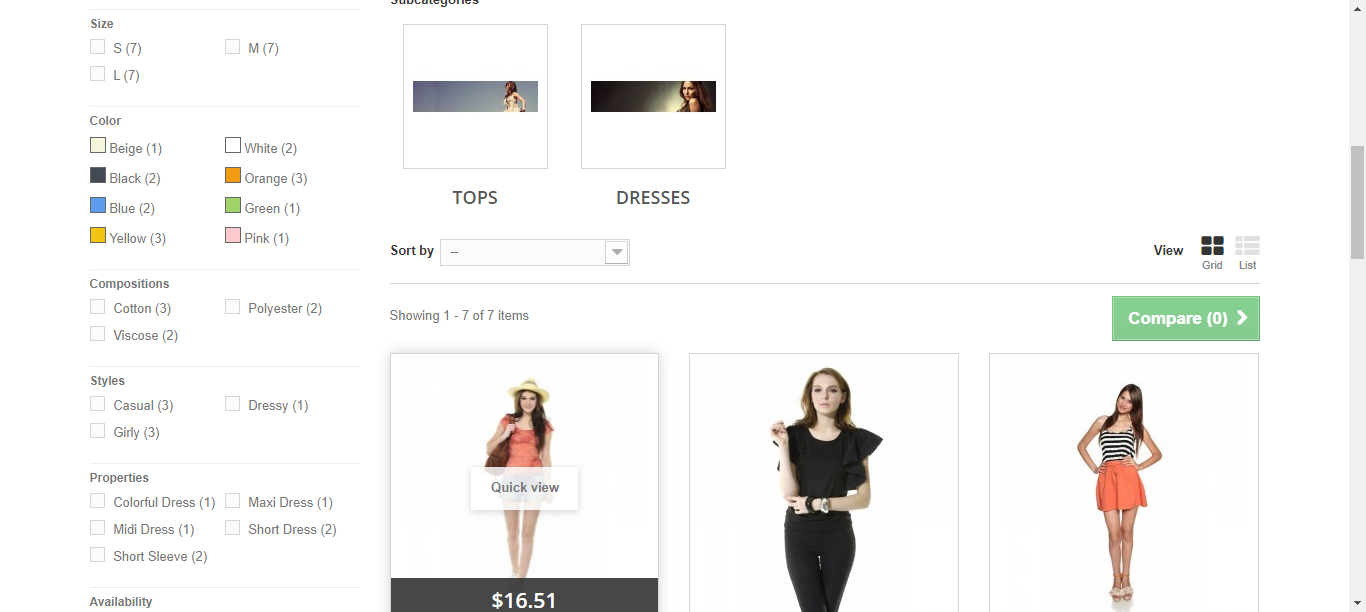 Subcategories
Size
S (7)
M (7)
L (7)
Color
Beige (1)
White (2)
Black (2)
Orange (3)
Blue (2)
Green (1)
Yellow (3)
Pink (1)
Compositions
Cotton (3)
Polyester (2)
Viscose (2)
Styles
Casual (3)
Dressy (1)
Girly (3)
Properties
Colorful Dress (1)
Maxi Dress (1)
Midi Dress (1)
Short Dress (2)
Short Sleeve (2)
Availability
TOPS
DRESSES
Sort by
--
View
Grid
List
Showing 1 - 7 of 7 items
Compare (0)
Quick view
$16.51